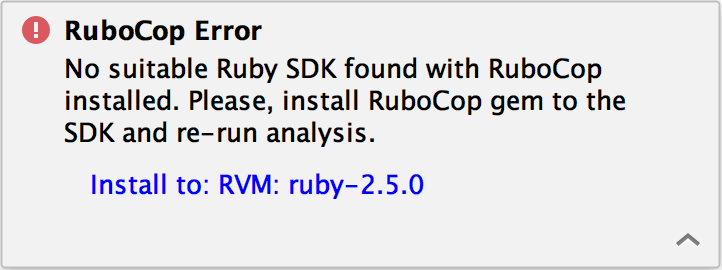 RuboCop Error
No suitable Ruby SDK found with RuboCop
installed. Please, install RuboCop gem to the
SDK and re-run analysis.
Install to: RVM: ruby-2.5.0